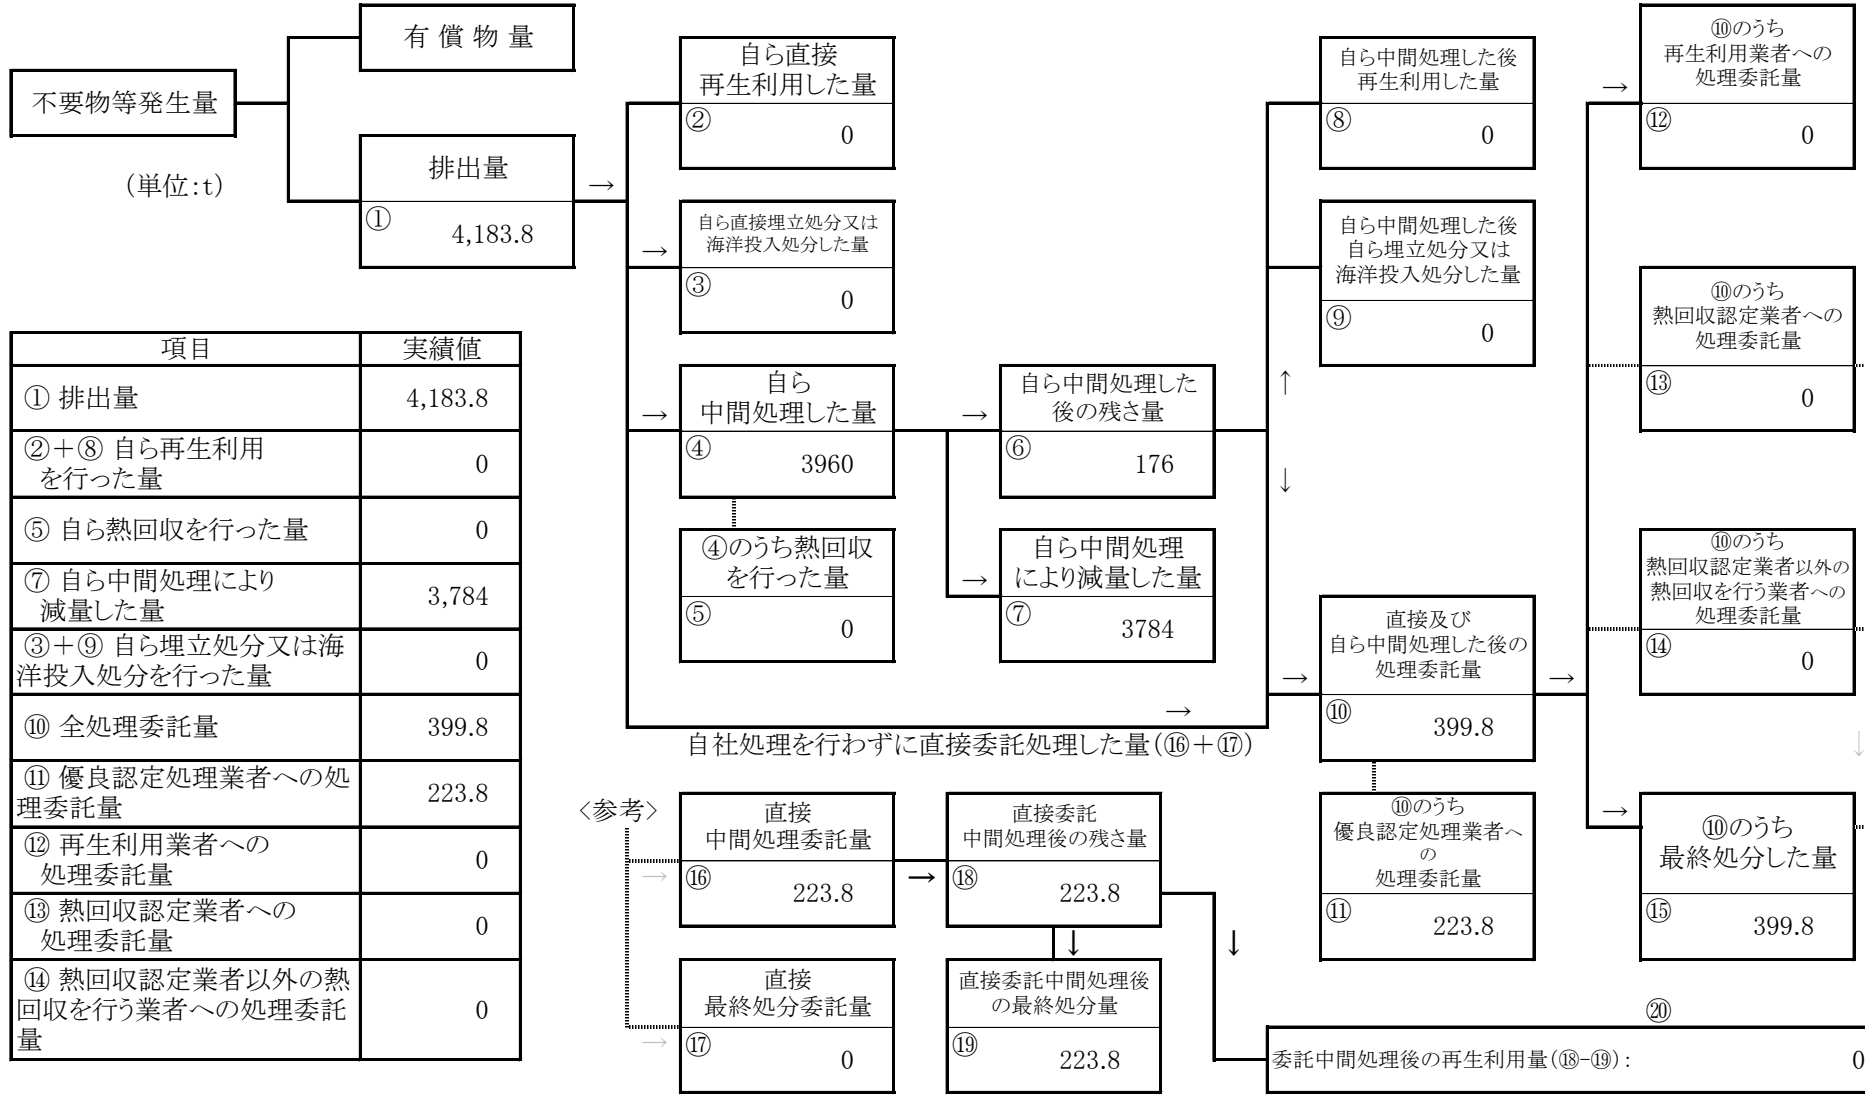 有償物量
不要物等発生量
(単位:t)
排出量
① 4,183.8
→
自ら直接
再生利用した量
② 0
→
自ら直接埋立処分又は
海洋投入処分した量
③ 0
→
自ら
中間処理した量
④ 3960
④のうち熱回収
を行った量
⑤ 0
→
自ら中間処理した
後の残さ量
⑥ 176
→
自ら中間処理
により減量した量
⑦ 3784
↑
↓
自ら中間処理した後
再生利用した量
⑧ 0
自ら中間処理した後
自ら埋立処分又は
海洋投入処分した量
⑨ 0
→
自社処理を行わずに直接委託処理した量(⑯+⑰)
→
直接及び
自ら中間処理した後の
処理委託量
⑩ 399.8
→
⑩のうち
優良認定処理業者へ
の
処理委託量
⑪ 223.8
→
⑩のうち
再生利用業者への
処理委託量
⑫ 0
⑩のうち
熱回収認定業者への
処理委託量
⑬ 0
⑩のうち
熱回収認定業者以外の
熱回収を行う業者への
処理委託量
⑭ 0
↓
→
⑩のうち
最終処分した量
⑮ 399.8
項目 実績値
① 排出量 4,183.8
②+⑧ 自ら再生利用
を行った量 0
⑤ 自ら熱回収を行った量 0
⑦ 自ら中間処理により
減量した量 3,784
③+⑨ 自ら埋立処分又は海
洋投入処分を行った量 0
⑩ 全処理委託量 399.8
⑪ 優良認定処理業者への処
理委託量 223.8
⑫ 再生利用業者への
処理委託量 0
⑬ 熱回収認定業者への
処理委託量 0
⑭ 熱回収認定業者以外の熱
回収を行う業者への処理委託
量 0
〈参考〉
→
直接
中間処理委託量
⑯ 223.8
→
直接委託
中間処理後の残さ量
⑱ 223.8
↓
↓
→
直接
最終処分委託量
⑰ 0
直接委託中間処理後
の最終処分量
⑲ 223.8
⑳
委託中間処理後の再生利用量(⑱-⑲): 0